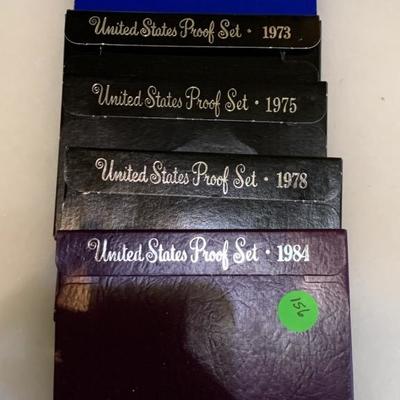 United States Proof Set · 1973
United States Proof Set · 1975
United States Proof Set · 1978
United States Proof Set · 1984
156